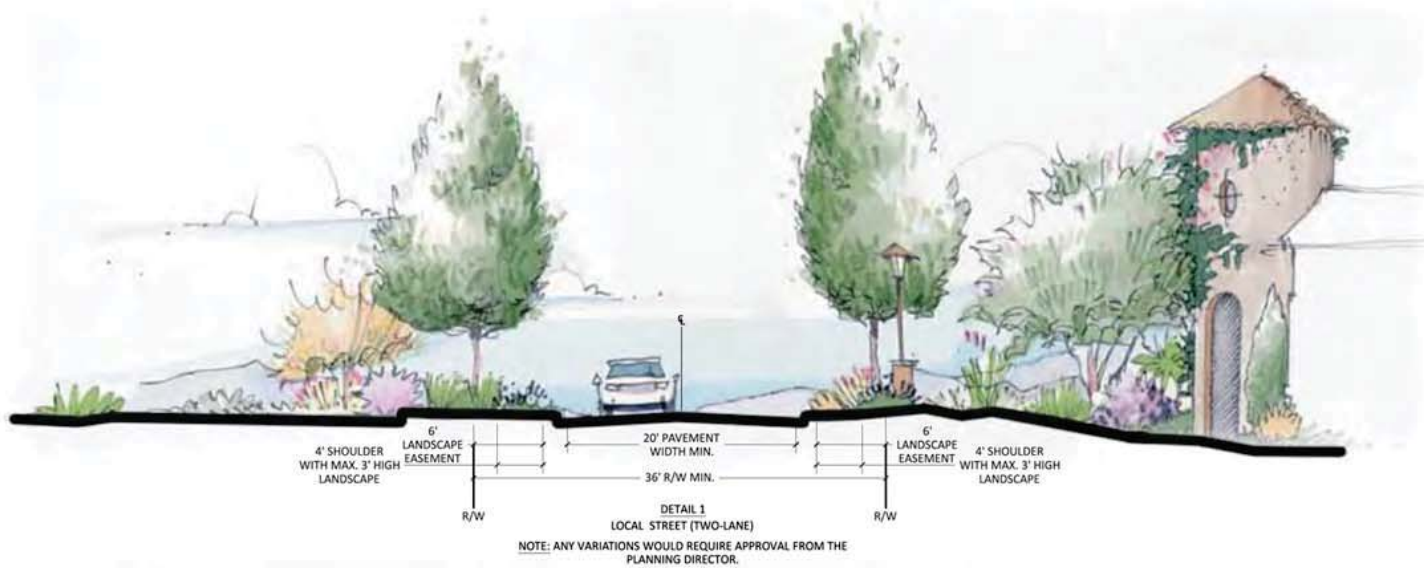 ℄
6'
LANDSCAPE
EASEMENT
4' SHOULDER
WITH MAX. 3' HIGH
LANDSCAPE
20' PAVEMENT
WIDTH MIN.
36' R/W MIN.
6'
LANDSCAPE
EASEMENT
4' SHOULDER
WITH MAX. 3' HIGH
LANDSCAPE
R/W
R/W
DETAIL 1
LOCAL STREET (TWO-LANE)
NOTE: ANY VARIATIONS WOULD REQUIRE APPROVAL FROM THE
PLANNING DIRECTOR.